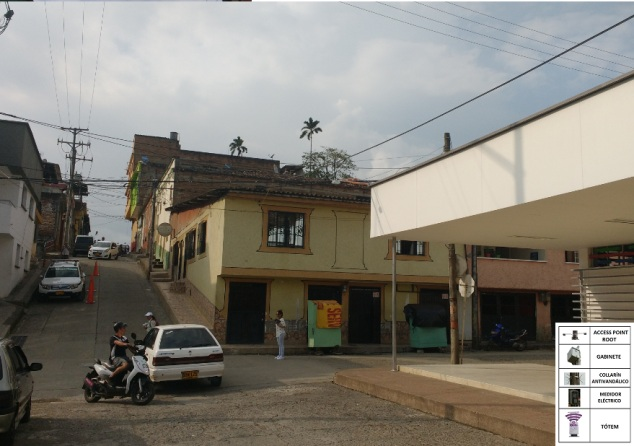 ACCESS POINT
ROOT
GABINETE
COLLARÍN
ANTIVANDÁLICO
MEDIDOR
ELÉCTRICO
TÓTEM